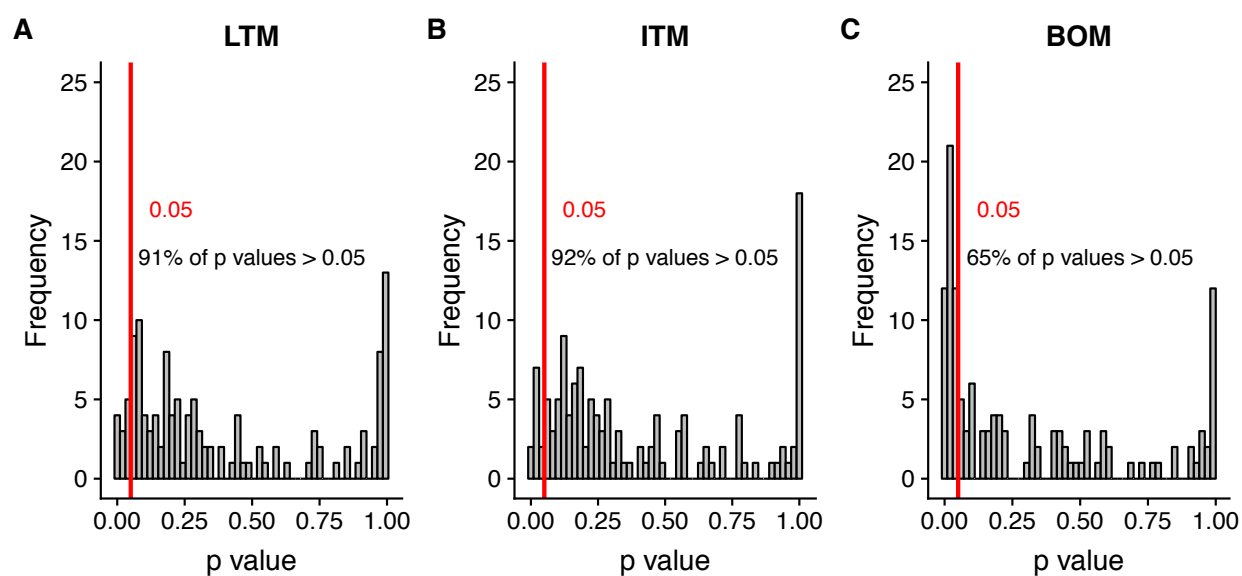 A
LTM
25
20
15
10
5
0
Frequency
0.05
91% of p values > 0.05
0.00
0.25
0.50
0.75
1.00
p value
B
ITM
25
20
15
10
5
0
Frequency
0.05
92% of p values > 0.05
0.00
0.25
0.50
0.75
1.00
p value
C
BOM
25
20
15
10
5
0
Frequency
0.05
65% of p values > 0.05
0.00
0.25
0.50
0.75
1.00
p value